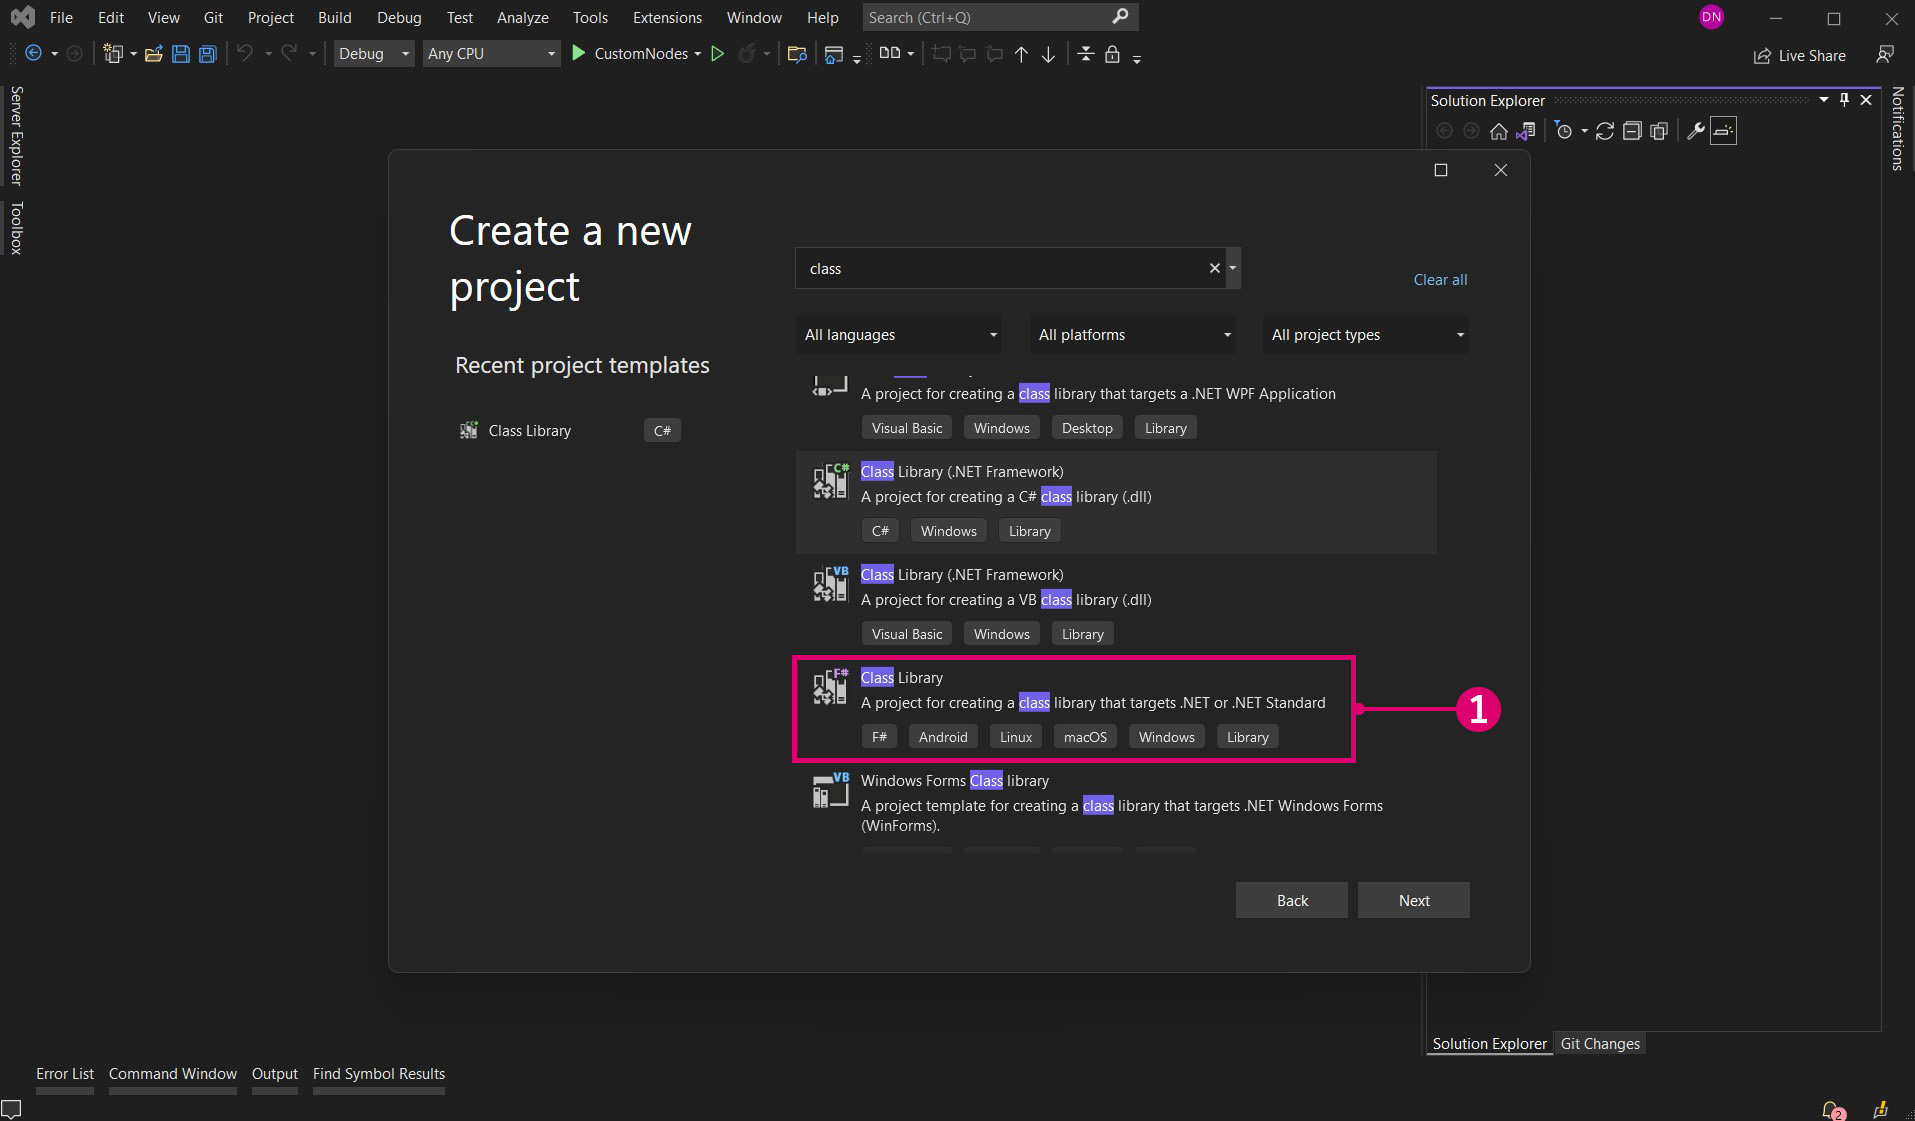 File Edit View Git Project Build Debug Test Analyze Tools Extensions Window Help Search (Ctrl+Q) DN
Debug Any CPU CustomNodes Live Share
Server Explorer
Toolbox
Solution Explorer
Notifications
Create a new
project
Recent project templates
Class Library C#
class
Clear all
All languages All platforms All project types
A project for creating a class library that targets a .NET WPF Application
Visual Basic Windows Desktop Library
C#
Class Library (.NET Framework)
A project for creating a C# class library (.dll)
C# Windows Library
VB
Class Library (.NET Framework)
A project for creating a VB class library (.dll)
Visual Basic Windows Library
F#
Class Library
A project for creating a class library that targets .NET or .NET Standard
F# Android Linux macOS Windows Library
1
VB
Windows Forms Class library
A project template for creating a class library that targets .NET Windows Forms
(WinForms).
Back Next
Solution Explorer Git Changes
Error List Command Window Output Find Symbol Results
2